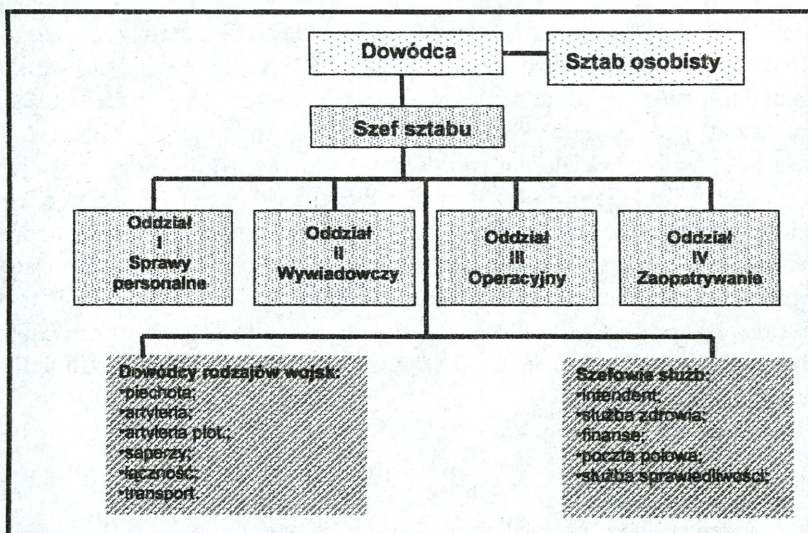 Dowódca
Sztab osobisty
Szef sztabu
Oddział
I
Sprawy
personalne
Oddział
II
Wywiadowczy
Oddział
III
Operacyjny
Oddział
IV
Zaopatrywanie
Dowódcy rodzajów wojsk:
•piechota;
•artyleria;
•artyleria plot.;
•saperzy;
•łączność;
•transport.
Szefowie służb:
•intendent;
•służba zdrowia;
•finanse;
•poczta polowa;
•służba sprawiedliwości;